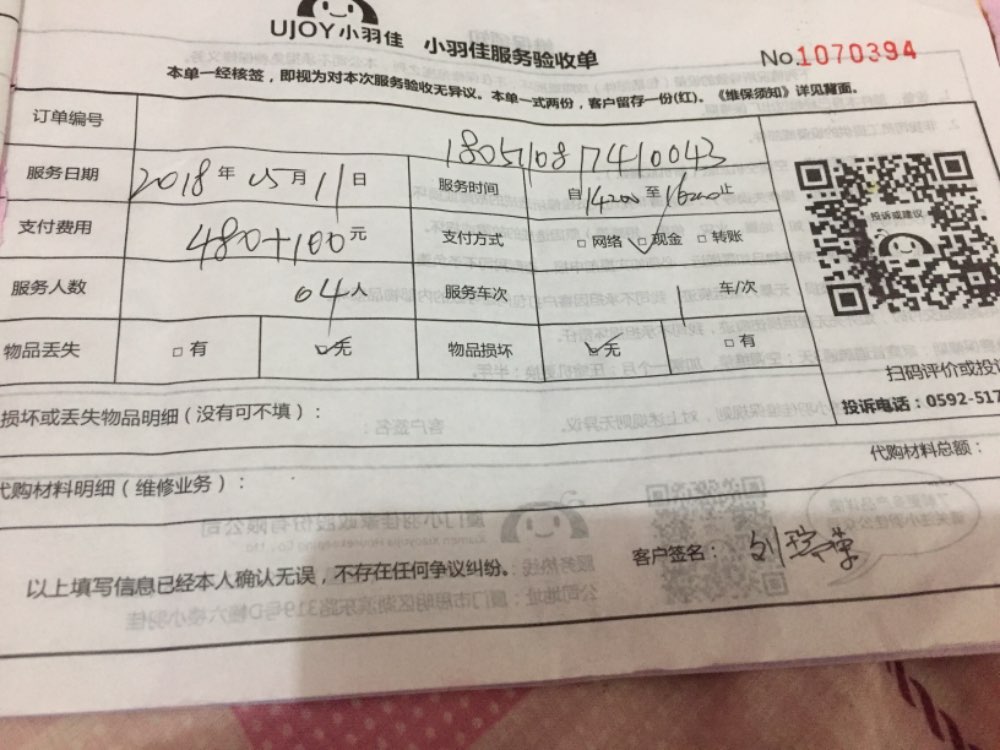 UJOY小羽佳 小羽佳服务验收单
No.1070394
本单一经核签，即视为对本次服务验收无异议。本单一式两份，客户留存一份(红)。《维保须知》详见背面。
订单编号 18051087410043
服务日期 2018年05月11日 服务时间 自14:00至16:00止
支付费用 480+100元 支付方式 网络 现金 转账
投诉或建议
服务人数 04人 服务车次 1车/次
物品丢失 有 无 物品损坏 无 有
扫码评价或投
损坏或丢失物品明细（没有可不填）：
投诉电话：0592-517
代购材料总额：
代购材料明细（维修业务）：
客户签名：刘
以上填写信息已经本人确认无误，不存在任何争议纠纷。